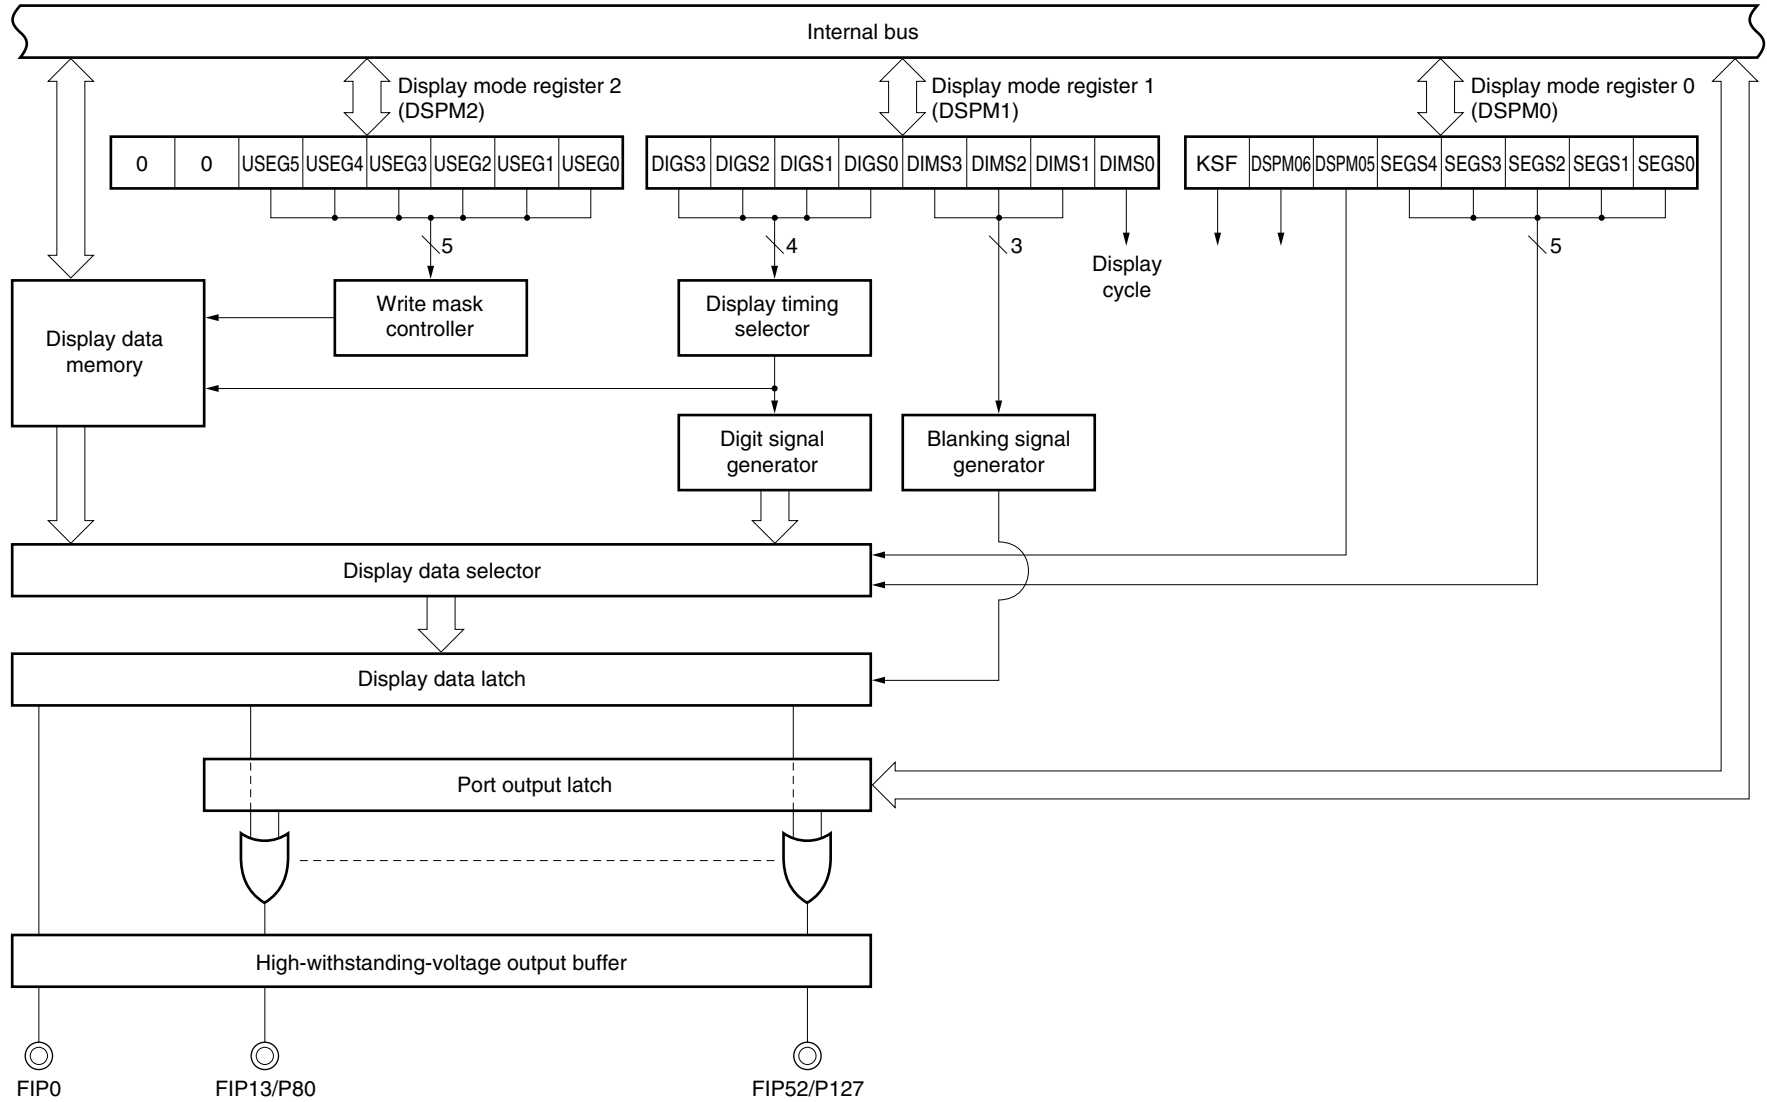 Internal bus
Display mode register 2
(DSPM2)
Display mode register 1
(DSPM1)
Display mode register 0
(DSPM0)
0 0 USEG5 USEG4 USEG3 USEG2 USEG1 USEG0
DIGS3 DIGS2 DIGS1 DIGS0 DIMS3 DIMS2 DIMS1 DIMS0
KSF DSPM06 DSPM05 SEGS4 SEGS3 SEGS2 SEGS1 SEGS0
5
4
3
5
Display
cycle
Display data
memory
Write mask
controller
Display timing
selector
Digit signal
generator
Blanking signal
generator
Display data selector
Display data latch
Port output latch
High-withstanding-voltage output buffer
FIP0
FIP13/P80
FIP52/P127